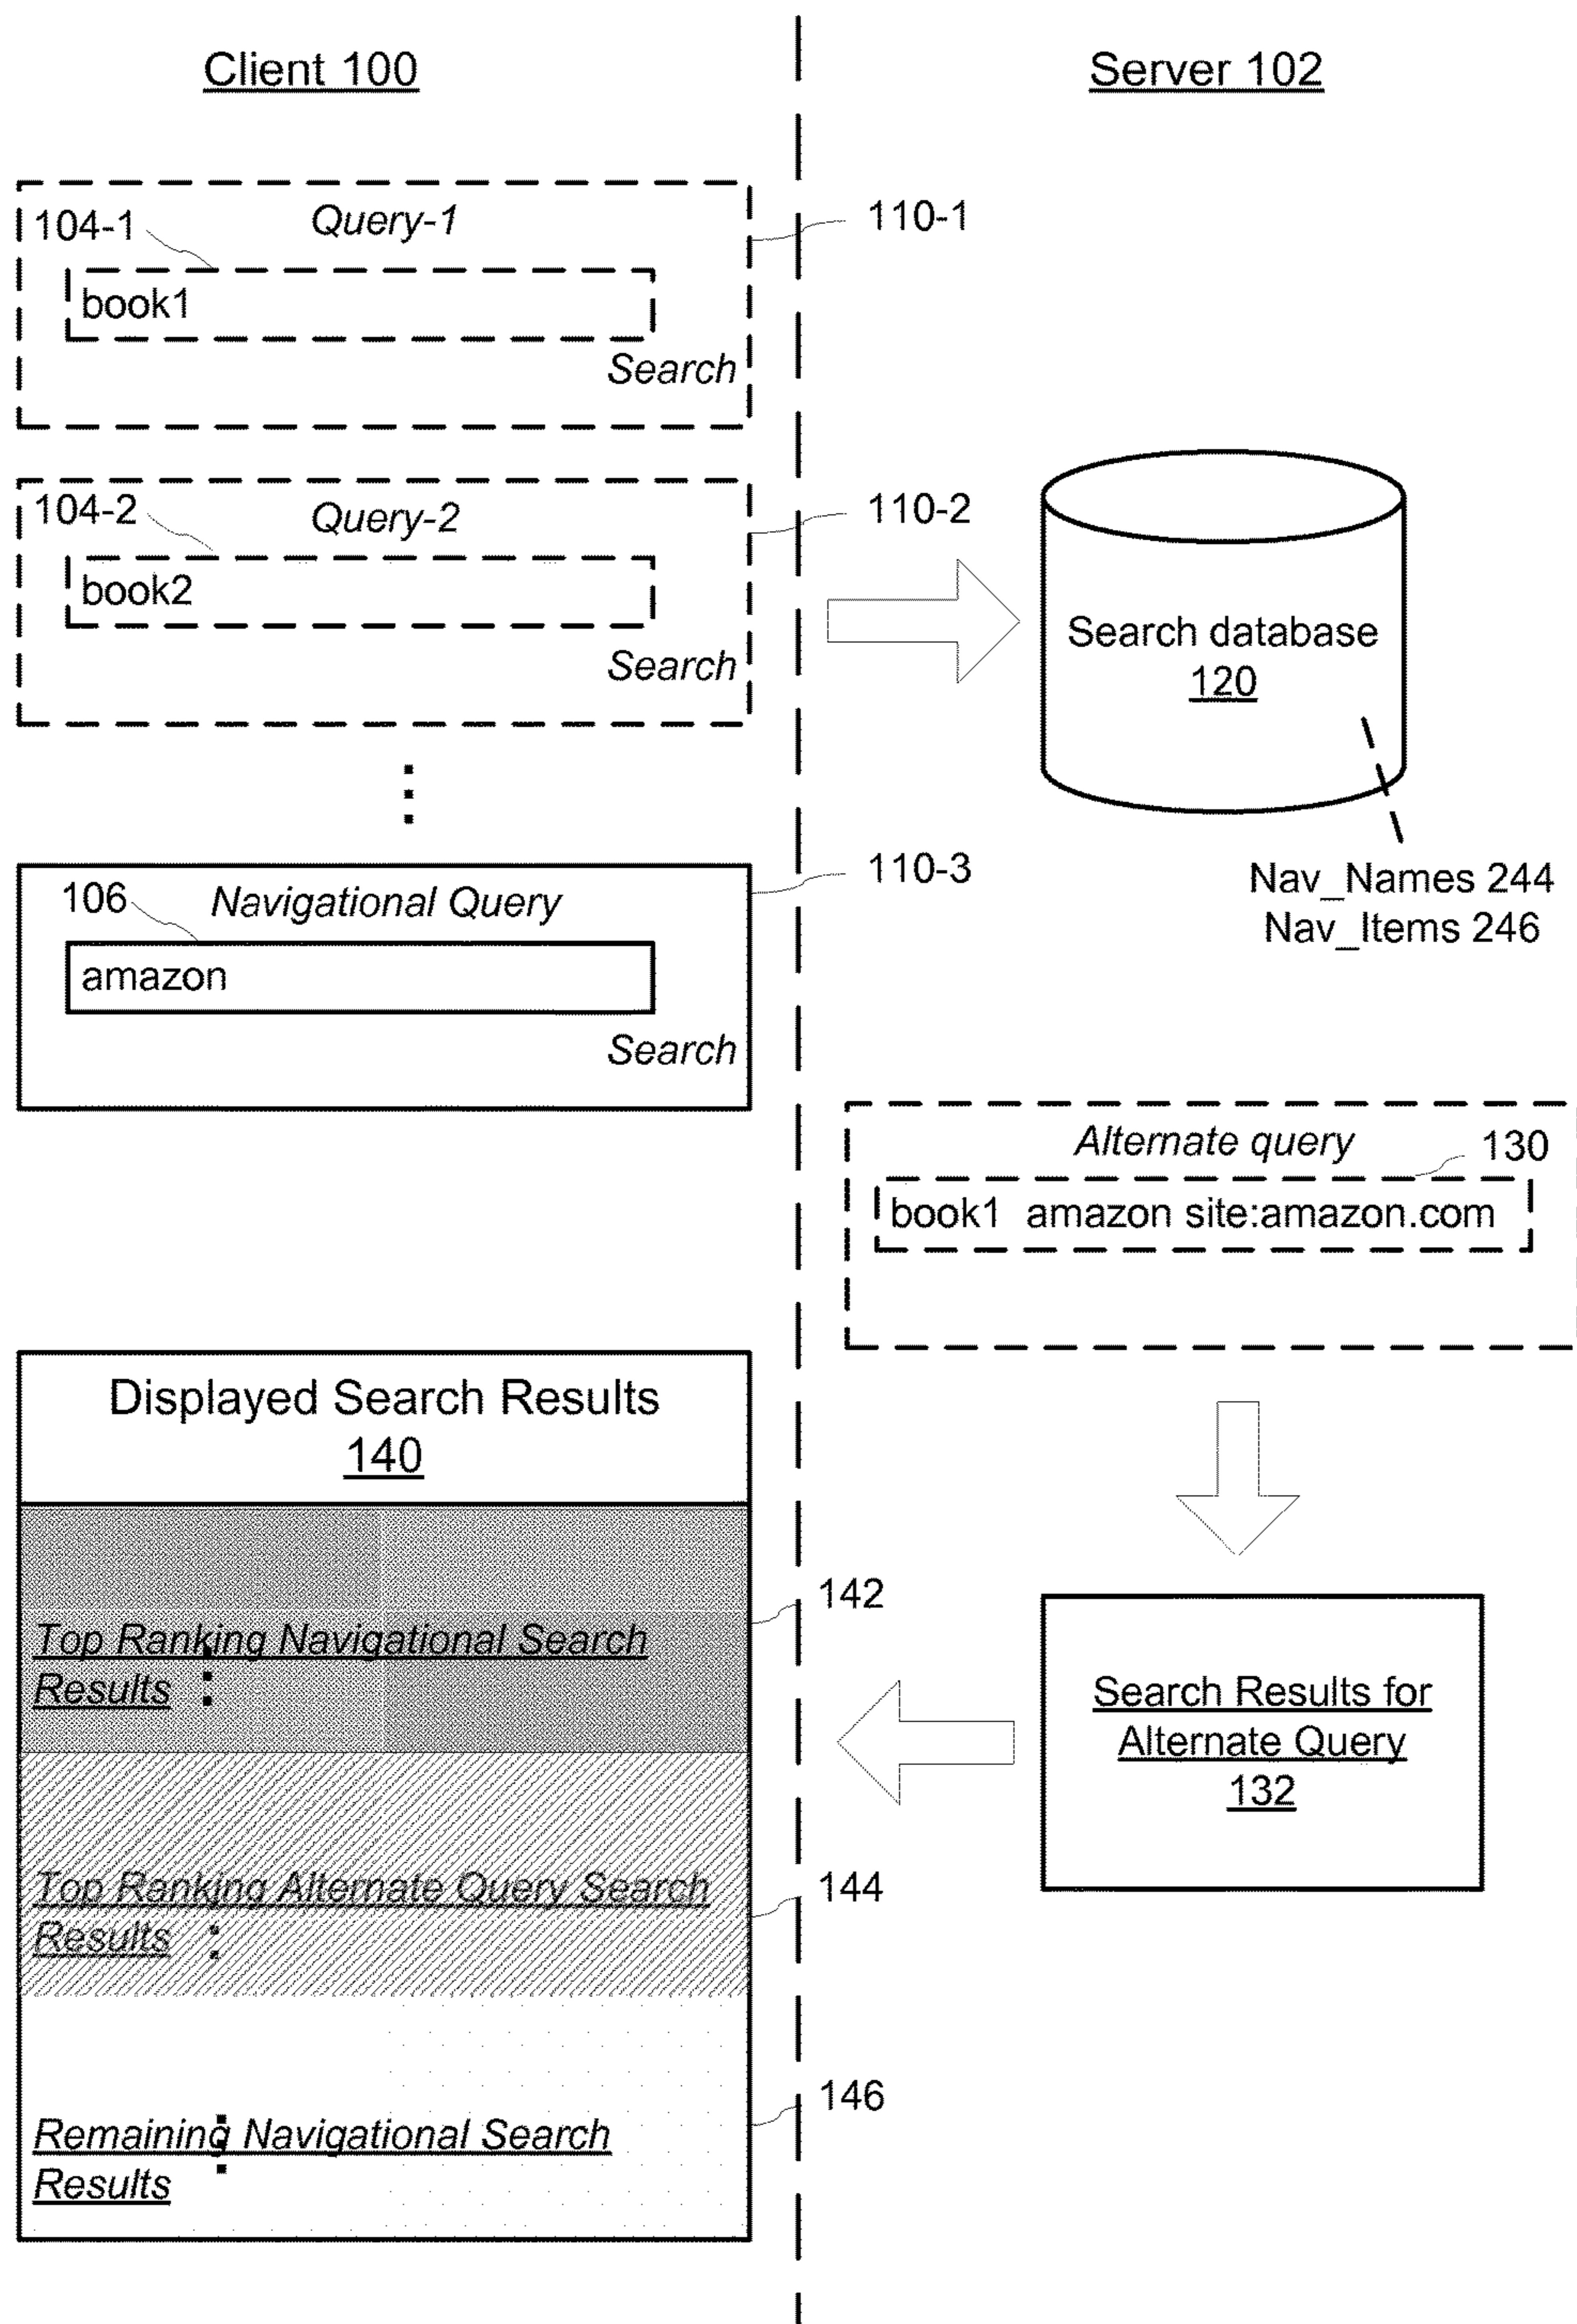 Client 100
Server 102
104-1
Query-1
110-1
book1
Search
104-2
Query-2
110-2
book2
Search
Search database
120
Nav_Names 244
Nav_Items 246
106
Navigational Query
110-3
amazon
Search
Alternate query
130
book1 amazon site:amazon.com
Displayed Search Results
140
142
Top Ranking Navigational Search
Results
Search Results for
Alternate Query
132
144
Top Ranking Alternate Query Search
Results
146
Remaining Navigational Search
Results